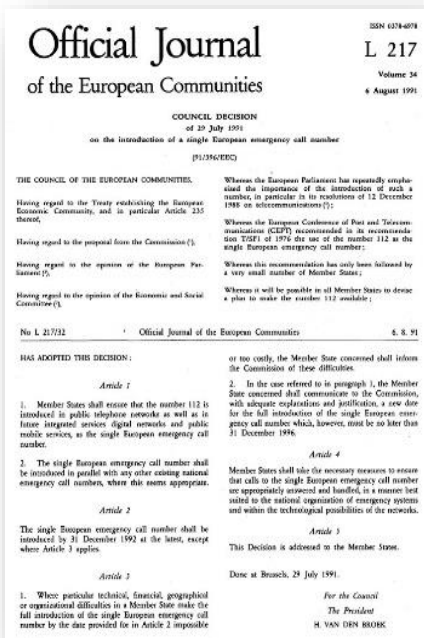 ISSN 0378-6978
Official Journal
of the European Communities
L 217
Volume 34
6 August 1991
COUNCIL DECISION
of 29 July 1991
on the introduction of a single European emergency call number
(91/396/EEC)
THE COUNCIL OF THE EUROPEAN COMMUNITIES,
Having regard to the Treaty establishing the European
Economic Community, and in particular Article 235
thereof,
Having regard to the proposal from the Commission (¹),
Having regard to the opinion of the European Par-
liament (²),
Having regard to the opinion of the Economic and Social
Committee (³),
Whereas the European Parliament has repeatedly empha-
sized the importance of the introduction of such a
number, in particular in its resolutions of 12 December
1988 on telecommunications (⁴);
Whereas the European Conference of Post and Telecom-
munications (CEPT) recommended in its recommenda-
tion T/SF1 of 1976 the use of the number 112 as the
single European emergency call number;
Whereas this recommendation has only been followed by
a very small number of Member States;
Whereas it will be possible in all Member States to devise
a plan to make the number 112 available;
No L 217/32 Official Journal of the European Communities 6. 8. 91
HAS ADOPTED THIS DECISION:
Article 1
1. Member States shall ensure that the number 112 is
introduced in public telephone networks as well as in
future integrated services digital networks and public
mobile services, as the single European emergency call
number.
2. The single European emergency call number shall
be introduced in parallel with any other existing national
emergency call numbers, where this seems appropriate.
Article 2
The single European emergency call number shall be
introduced by 31 December 1992 at the latest, except
where Article 3 applies.
Article 3
1. Where particular technical, financial, geographical
or organizational difficulties in a Member State make the
full introduction of the single European emergency call
number by the date provided for in Article 2 impossible
or too costly, the Member State concerned shall inform
the Commission of these difficulties.
2. In the case referred to in paragraph 1, the Member
State concerned shall communicate to the Commission,
with adequate explanations and justification, a new date
for the full introduction of the single European emer-
gency call number which, however, must be no later than
31 December 1996.
Article 4
Member States shall take the necessary measures to ensure
that calls to the single European emergency call number
are appropriately answered and handled, in a manner best
suited to the national organization of emergency systems
and within the technological possibilities of the networks.
Article 5
This Decision is addressed to the Member States.
Done at Brussels, 29 July 1991.
For the Council
The President
H. VAN DEN BROEK